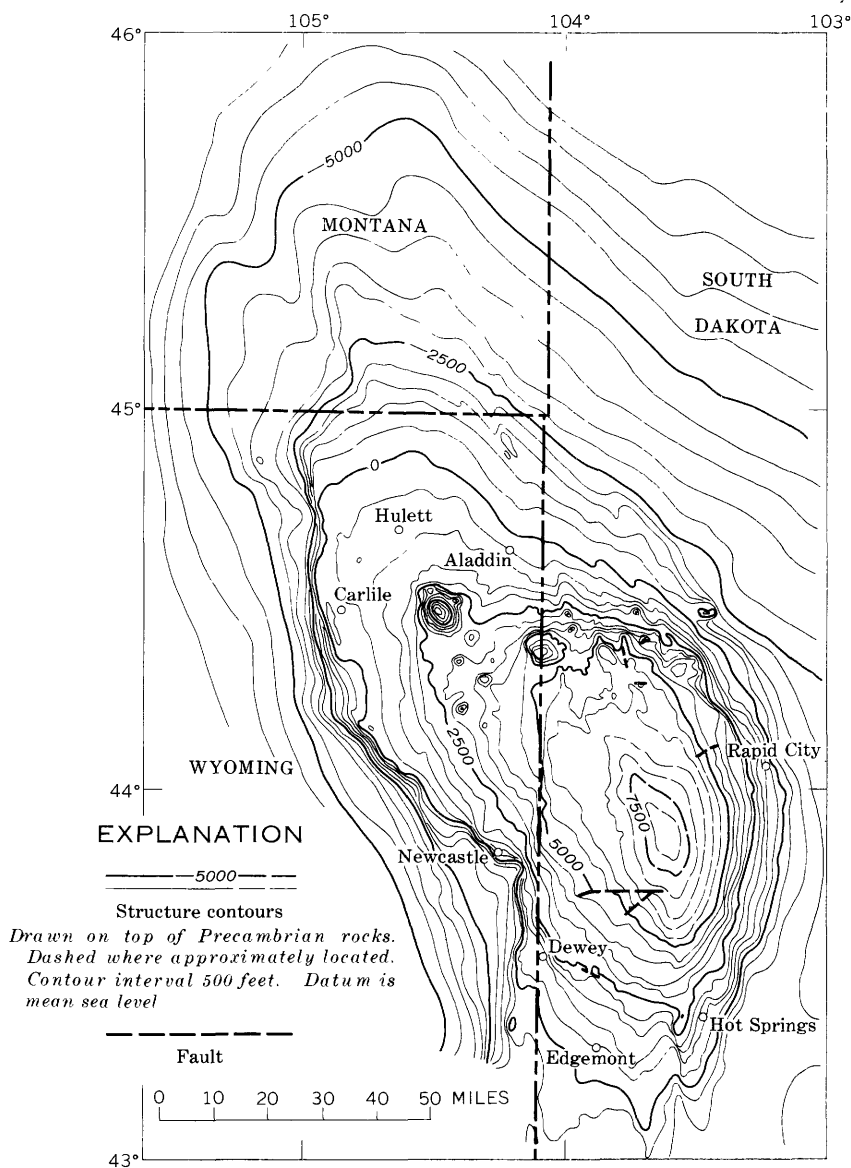 105° 104° 103°
46°
—5000—
MONTANA
SOUTH
DAKOTA
2500
45°
0
Hulett
Aladdin
Carlile
2500
WYOMING
Rapid City
44°
7500
EXPLANATION
Newcastle
5000
—5000—
Structure contours
Drawn on top of Precambrian rocks.
Dashed where approximately located.
Contour interval 500 feet. Datum is
mean sea level
Dewey
0
Hot Springs
Fault
Edgemont
0 10 20 30 40 50 MILES
43°